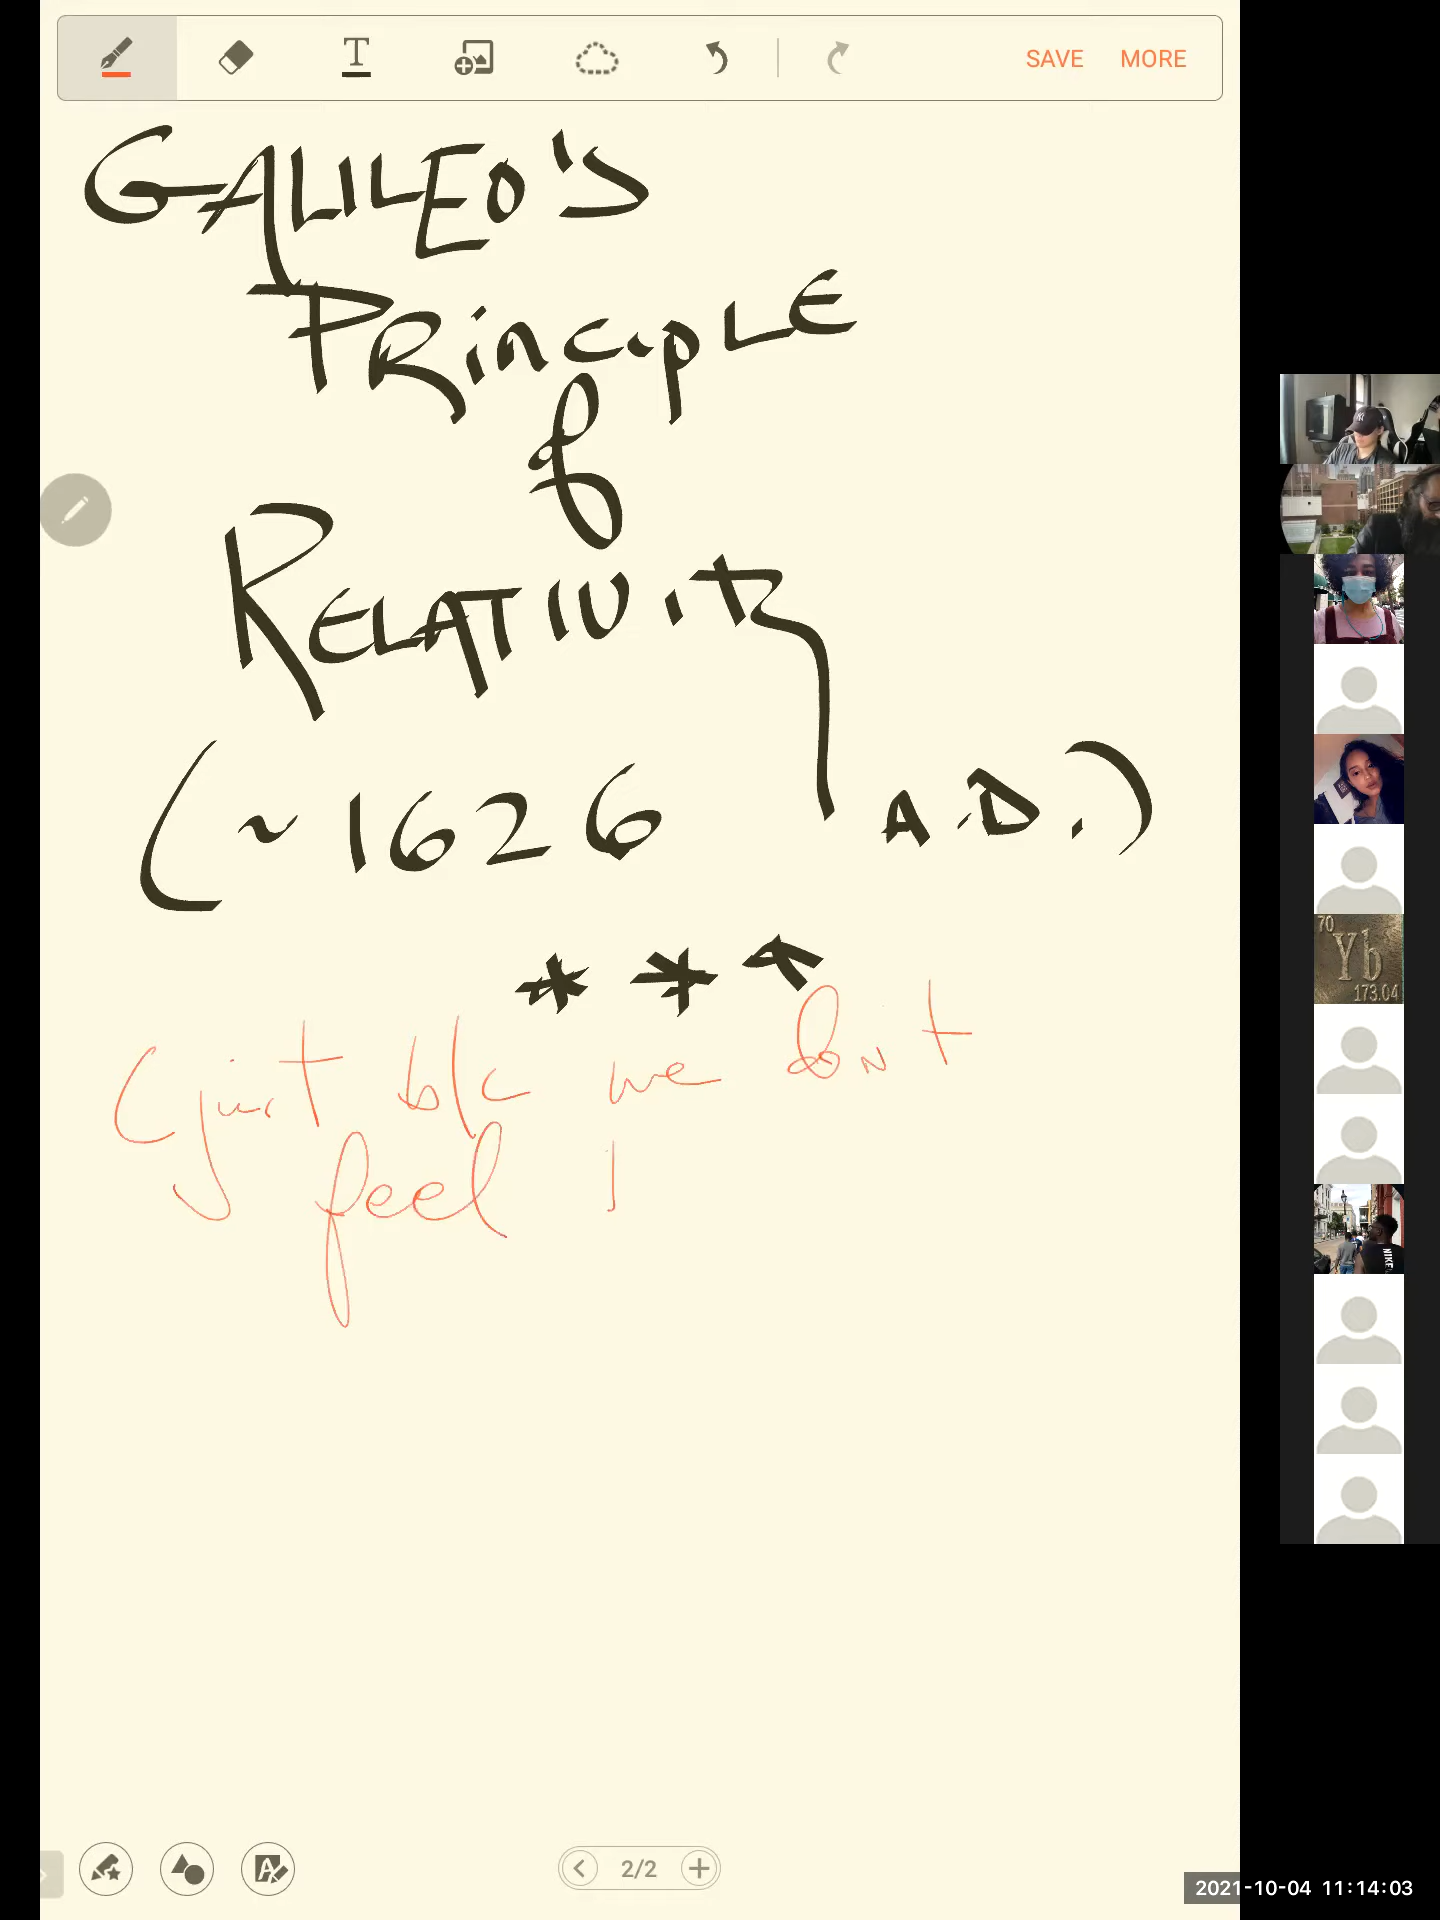 SAVE MORE
GALILEO'S
PRinciPLE
of
RELATIVITy
(~1626 A.D.)
* * *
(just b/c we don't
feel
70
Yb
173.04
NIKE
2/2
2021-10-04 11:14:03